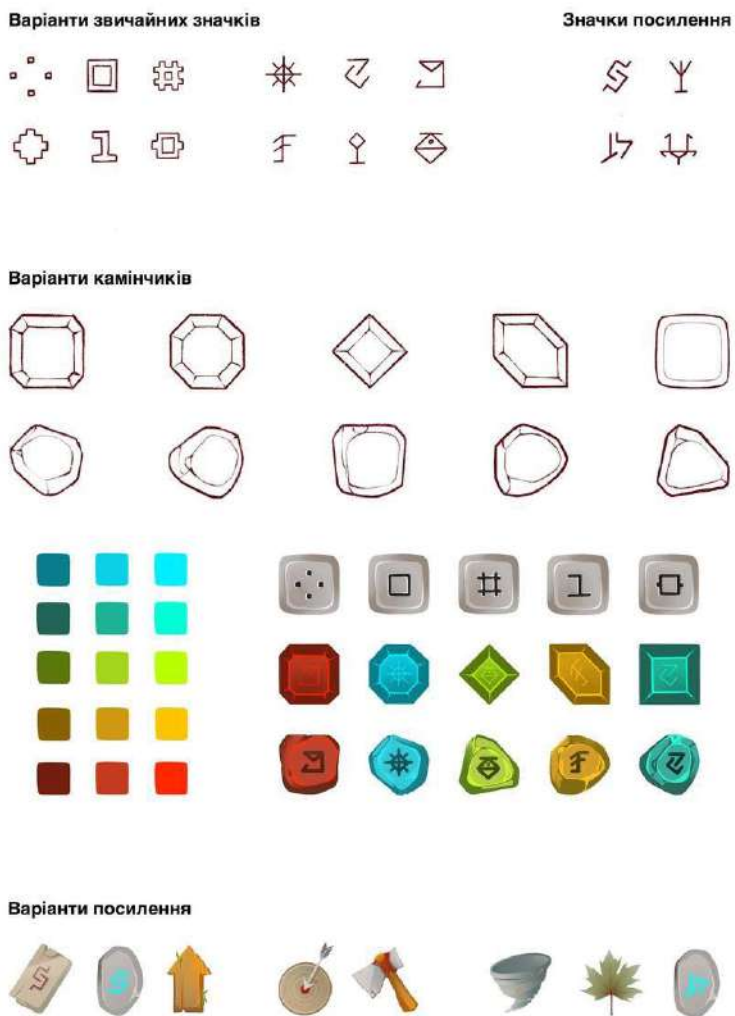 Варіанти звичайних значків
Значки посилення
Варіанти камінчиків
Варіанти посилення